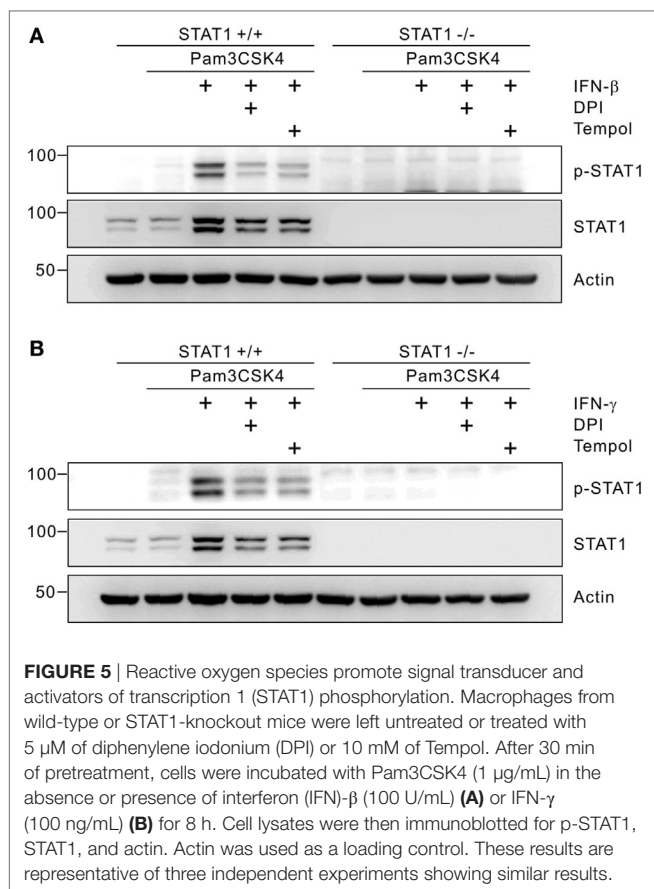 A
STAT1 +/+ STAT1 -/-
Pam3CSK4 Pam3CSK4
+ + + + + + IFN-β
+ + DPI
+ + Tempol
100 p-STAT1
100 STAT1
50 Actin
B
STAT1 +/+ STAT1 -/-
Pam3CSK4 Pam3CSK4
+ + + + + + IFN-γ
+ + DPI
+ + Tempol
100 p-STAT1
100 STAT1
50 Actin
FIGURE 5 | Reactive oxygen species promote signal transducer and
activators of transcription 1 (STAT1) phosphorylation. Macrophages from
wild-type or STAT1-knockout mice were left untreated or treated with
5 µM of diphenylene iodonium (DPI) or 10 mM of Tempol. After 30 min
of pretreatment, cells were incubated with Pam3CSK4 (1 µg/mL) in the
absence or presence of interferon (IFN)-β (100 U/mL) (A) or IFN-γ
(100 ng/mL) (B) for 8 h. Cell lysates were then immunoblotted for p-STAT1,
STAT1, and actin. Actin was used as a loading control. These results are
representative of three independent experiments showing similar results.